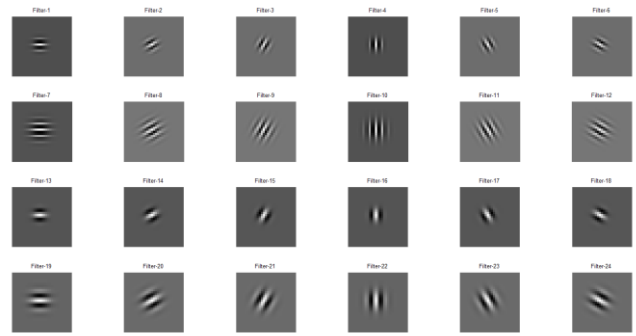 Filter-1 Filter-2 Filter-3 Filter-4 Filter-5 Filter-6
Filter-7 Filter-8 Filter-9 Filter-10 Filter-11 Filter-12
Filter-13 Filter-14 Filter-15 Filter-16 Filter-17 Filter-18
Filter-19 Filter-20 Filter-21 Filter-22 Filter-23 Filter-24